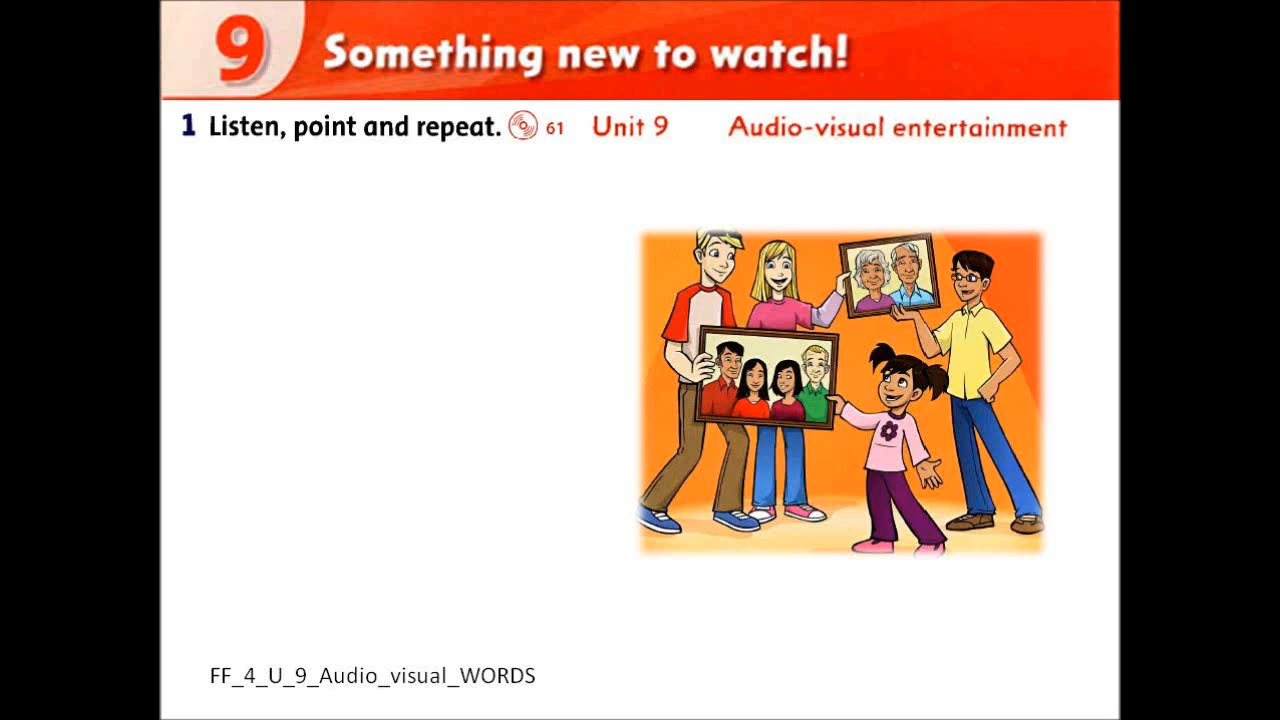 9 Something new to watch!
1 Listen, point and repeat. 61 Unit 9 Audio-visual entertainment
FF_4_U_9_Audio_visual_WORDS